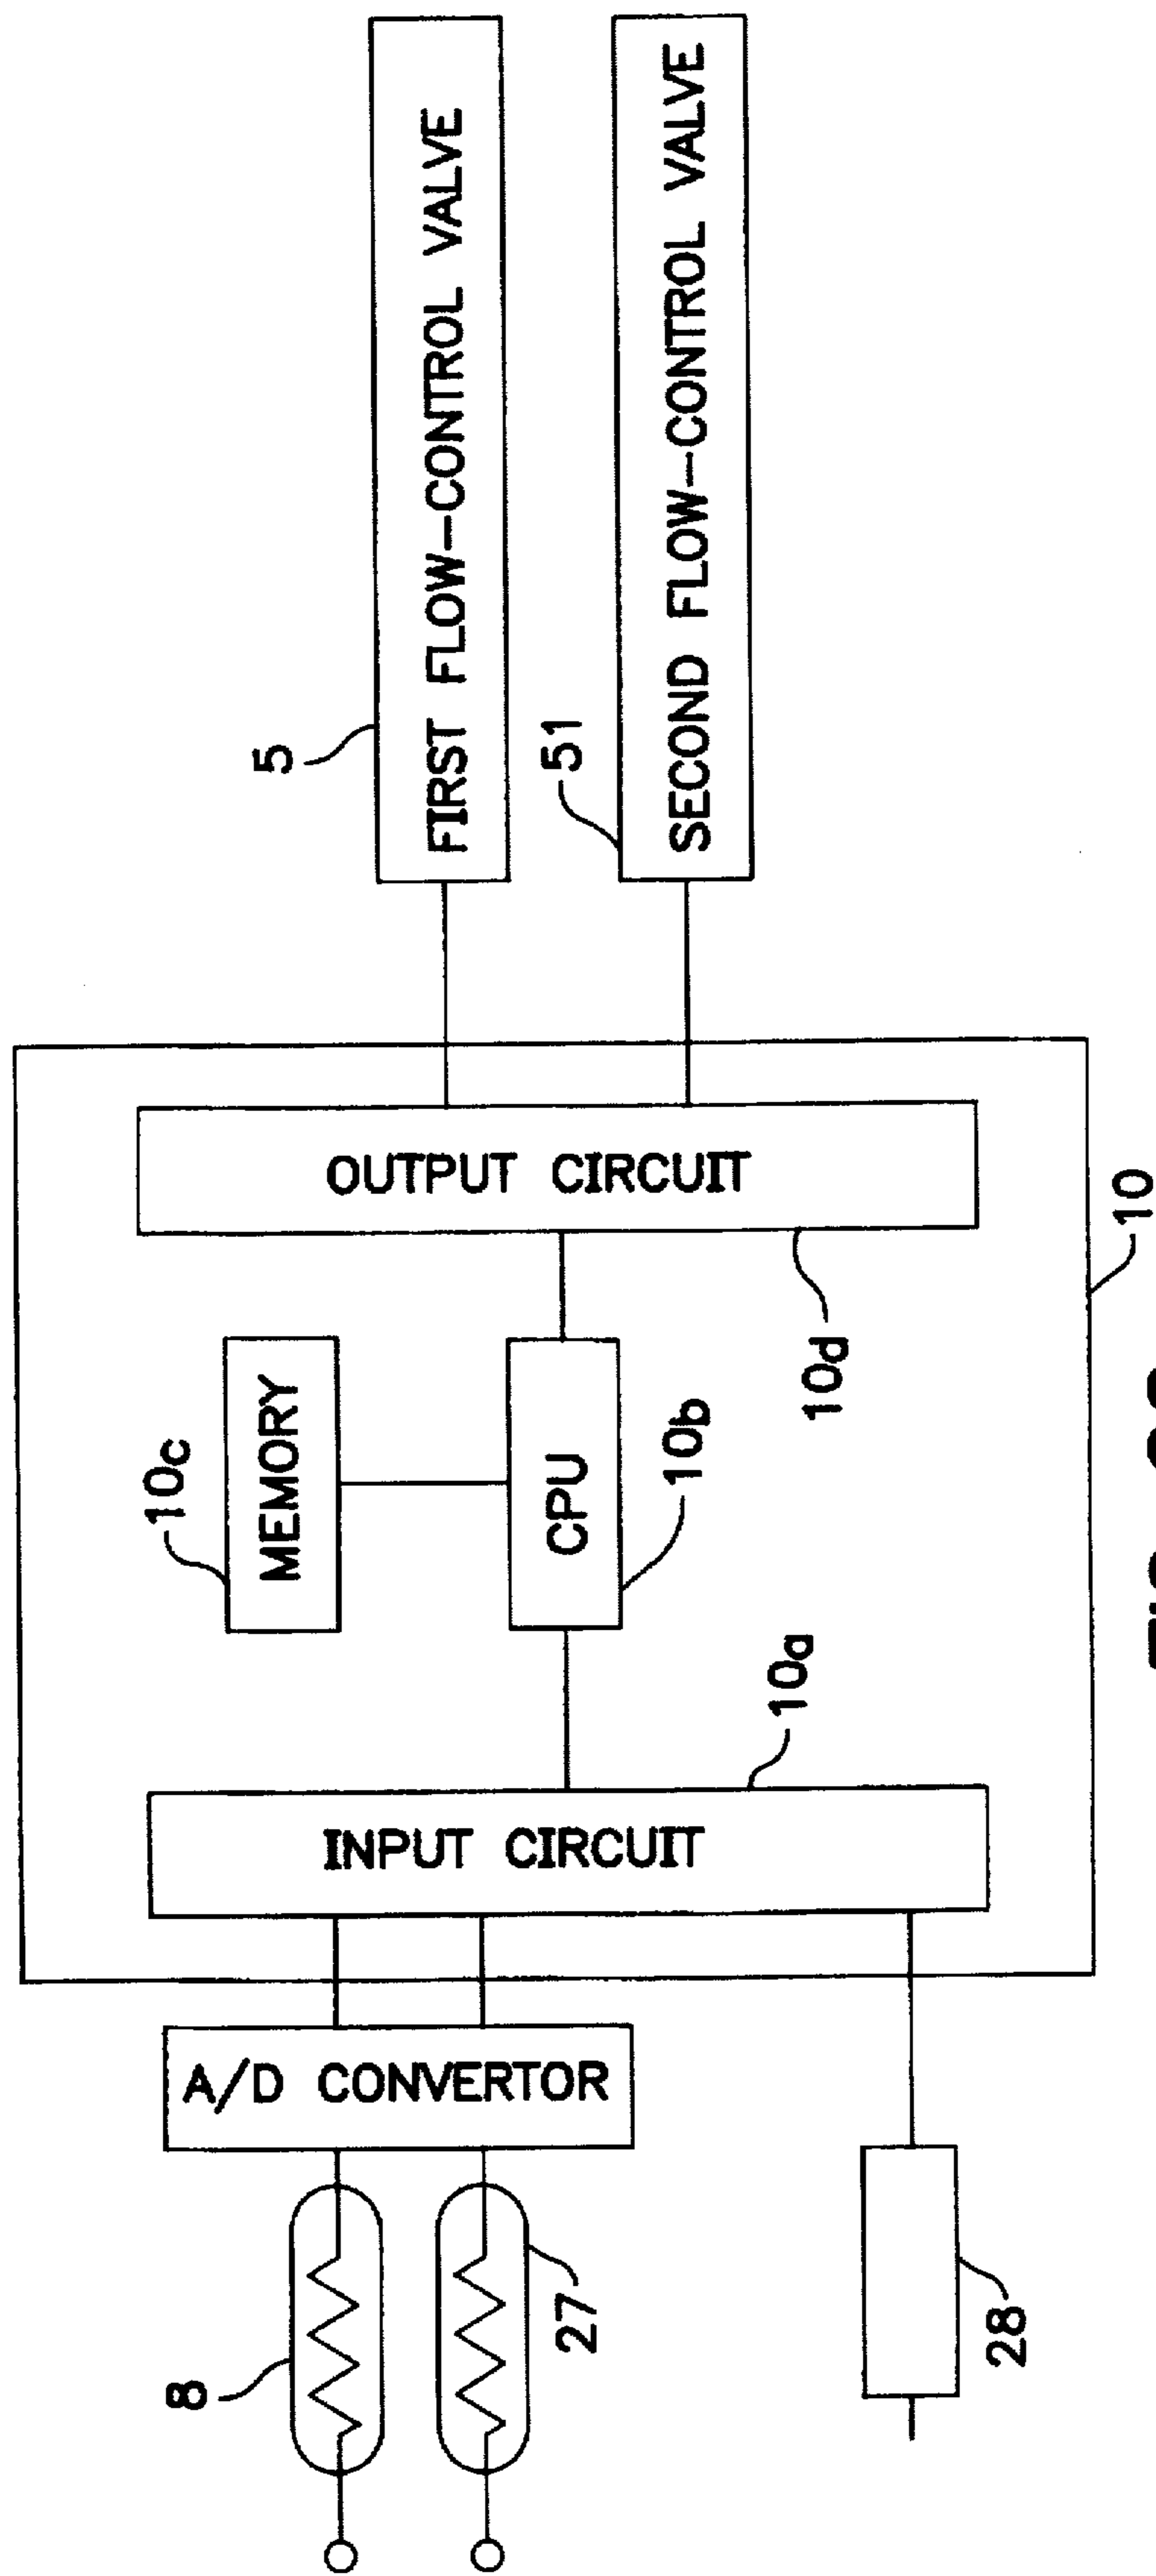 8
27
28
A/D CONVERTOR
INPUT CIRCUIT
10a
10c
MEMORY
CPU
10b
OUTPUT CIRCUIT
10d
10
5
FIRST FLOW-CONTROL VALVE
51
SECOND FLOW-CONTROL VALVE
FIG.